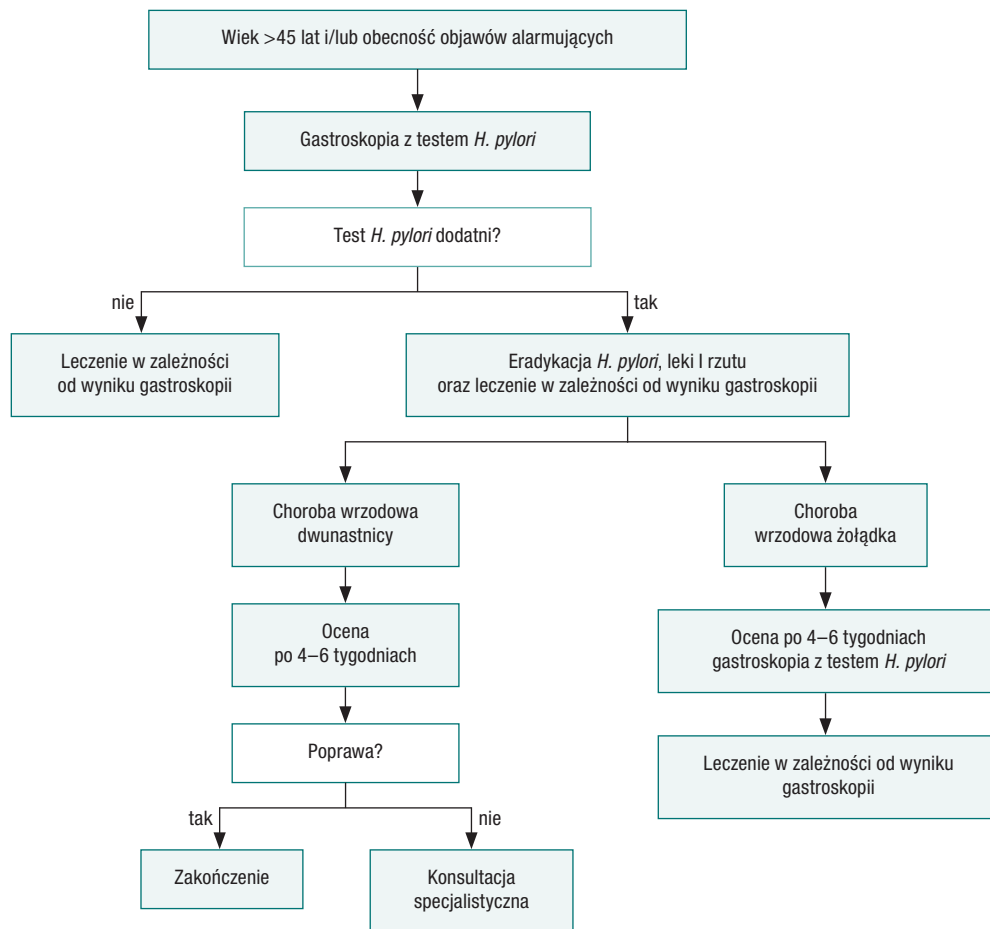 Wiek >45 lat i/lub obecność objawów alarmujących
Gastroskopia z testem H. pylori
Test H. pylori dodatni?
nie
tak
Leczenie w zależności
od wyniku gastroskopii
Eradykacja H. pylori, leki I rzutu
oraz leczenie w zależności od wyniku gastroskopii
Choroba wrzodowa
dwunastnicy
Choroba
wrzodowa żołądka
Ocena
po 4–6 tygodniach
Ocena po 4–6 tygodniach
gastroskopia z testem H. pylori
Poprawa?
Leczenie w zależności od wyniku
gastroskopii
tak
nie
Zakończenie
Konsultacja
specjalistyczna